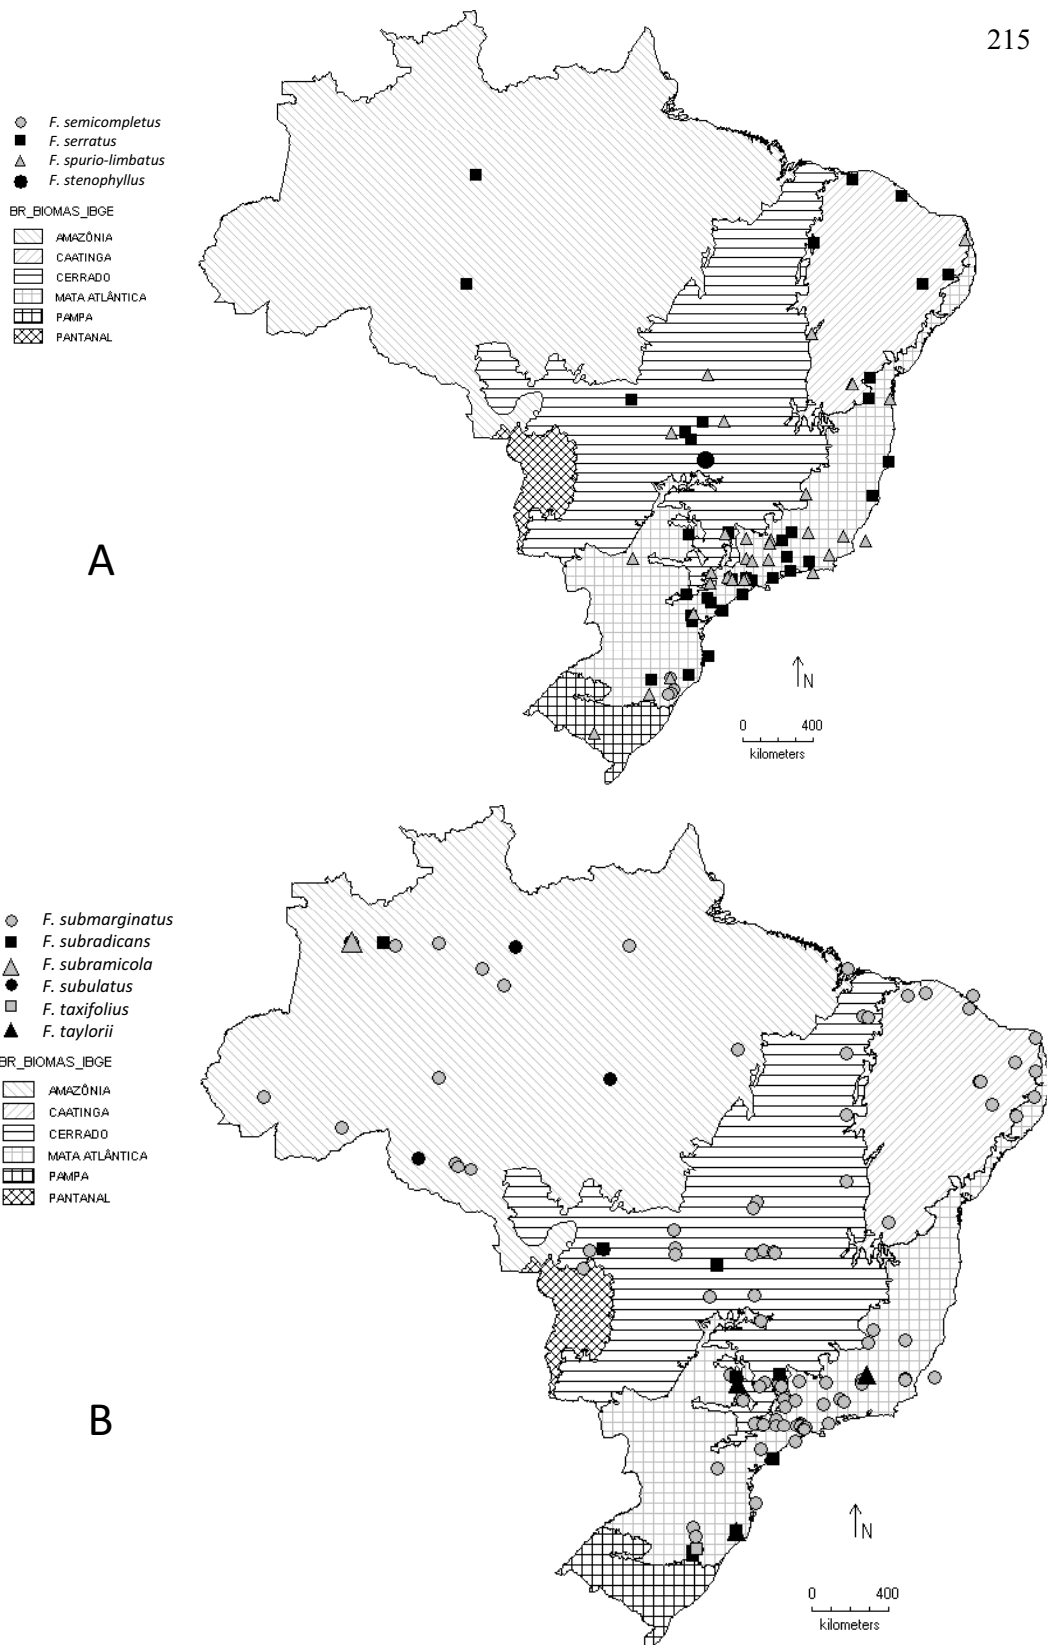 215
F. semicompletus
F. serratus
F. spurio-limbatus
F. stenophyllus
BR_BIOMAS_IBGE
AMAZÔNIA
CAATINGA
CERRADO
MATA ATLÂNTICA
PAMPA
PANTANAL
A
N
0 400
kilometers
F. submarginatus
F. subradicans
F. subramicola
F. subulatus
F. taxifolius
F. taylorii
BR_BIOMAS_IBGE
AMAZÔNIA
CAATINGA
CERRADO
MATA ATLÂNTICA
PAMPA
PANTANAL
B
N
0 400
kilometers